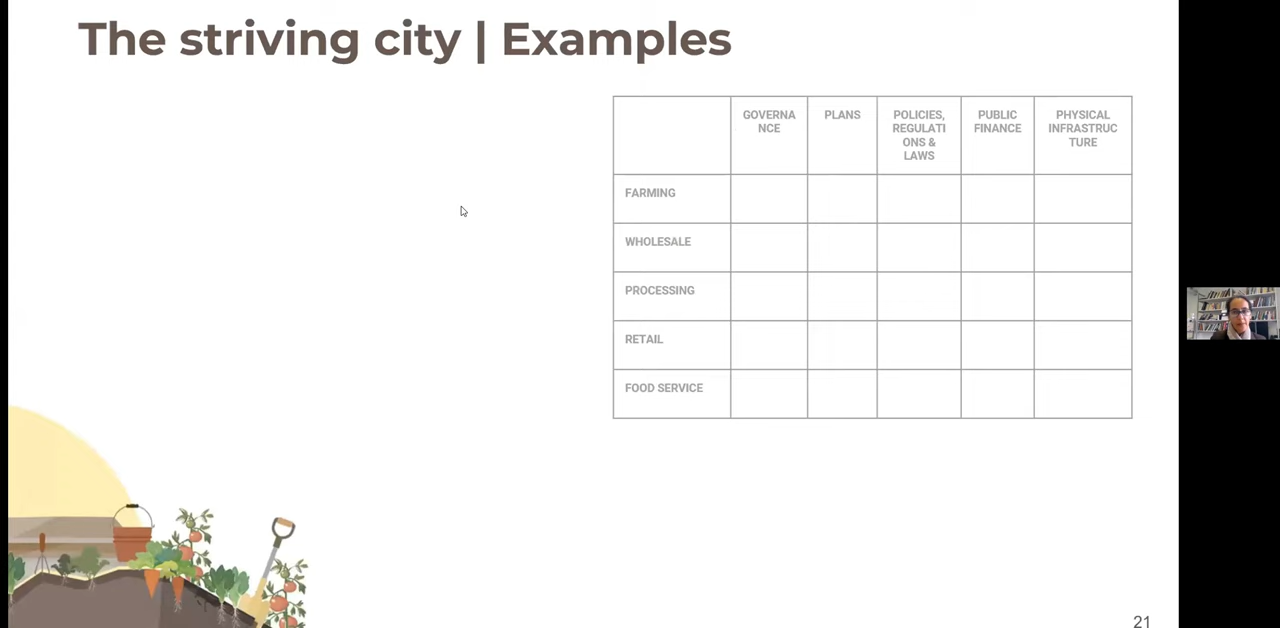 The striving city | Examples
GOVERNA
NCE
PLANS
POLICIES,
REGULATI
ONS &
LAWS
PUBLIC
FINANCE
PHYSICAL
INFRASTRUC
TURE
FARMING
WHOLESALE
PROCESSING
RETAIL
FOOD SERVICE
21